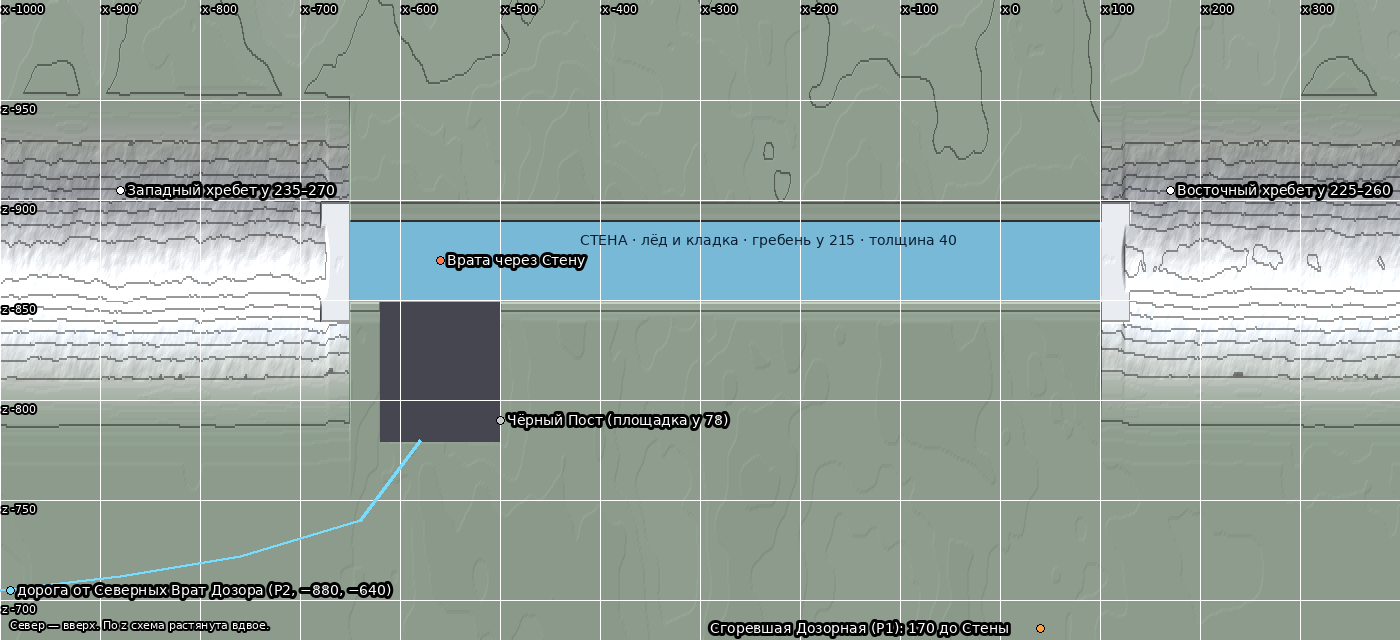 x -1000 x -900 x -800 x -700 x -600 x -500 x -400 x -300 x -200 x -100 x 0 x 100 x 200 x 300
z -950
Западный хребет y 235–270
Восточный хребет y 225–260
z -900
СТЕНА · лёд и кладка · гребень y 215 · толщина 40
Врата через Стену
z -850
z -800
Чёрный Пост (площадка y 78)
z -750
дорога от Северных Врат Дозора (P2, −880, −640)
z -700
Север — вверх. По z схема растянута вдвое.
Сгоревшая Дозорная (P1): 170 до Стены